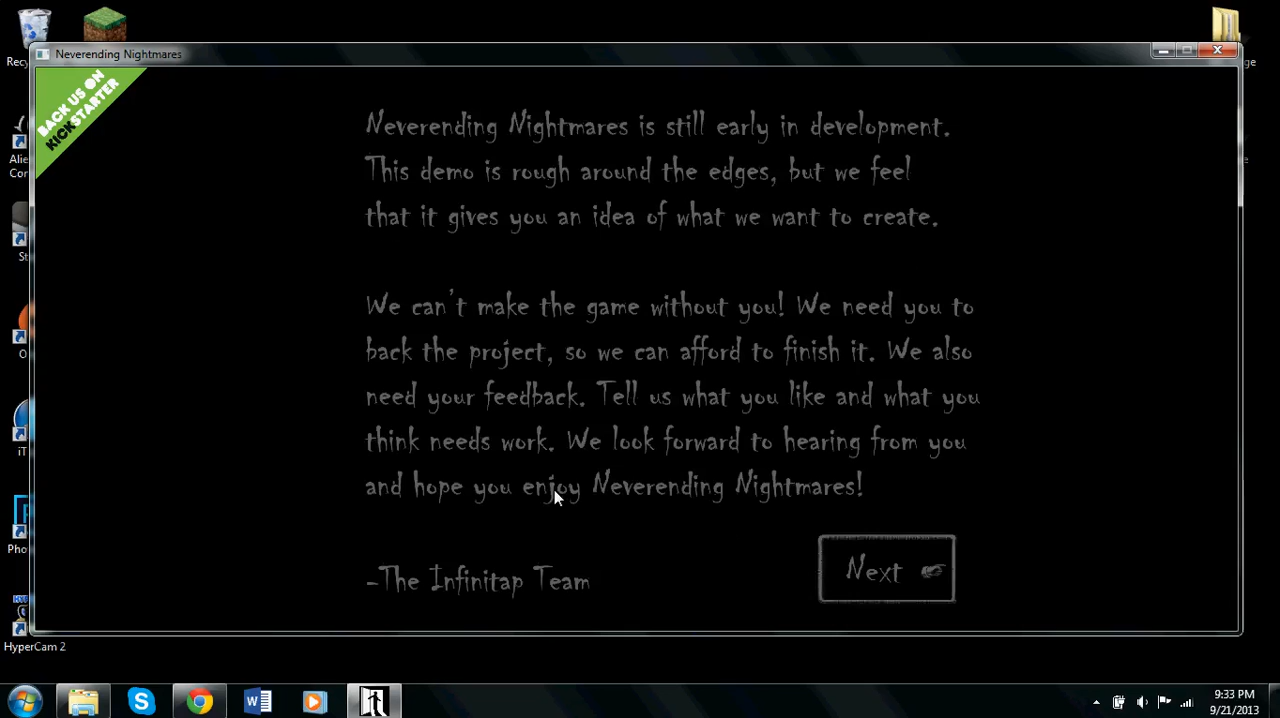 Neverending Nightmares
BACK US ON
KICKSTARTER
Neverending Nightmares is still early in development.
This demo is rough around the edges, but we feel
that it gives you an idea of what we want to create.
We can't make the game without you! We need you to
back the project, so we can afford to finish it. We also
need your feedback. Tell us what you like and what you
think needs work. We look forward to hearing from you
and hope you enjoy Neverending Nightmares!
-The Infinitap Team
Next
HyperCam 2
9:33 PM
9/21/2013